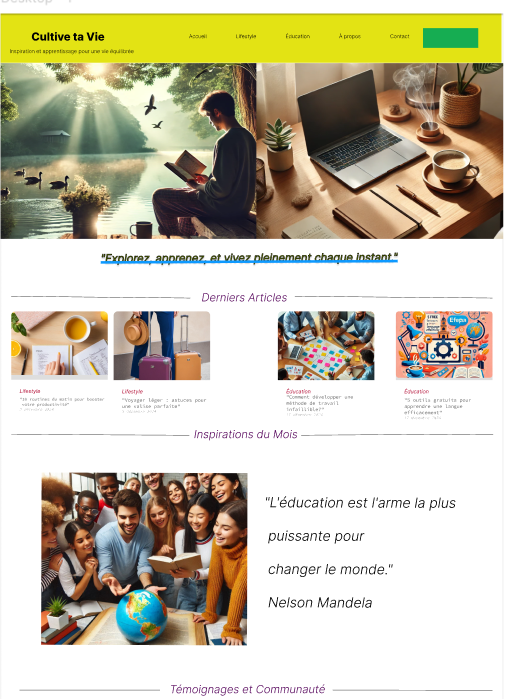 Desktop - 1
Cultive ta Vie
Inspiration et apprentissage pour une vie équilibrée
Accueil
Lifestyle
Éducation
À propos
Contact
"Explorez, apprenez, et vivez pleinement chaque instant."
Derniers Articles
Lifestyle
"10 routines du matin pour booster
votre productivité"
Lifestyle
"Voyager léger : astuces pour
une valise parfaite"
Éducation
"Comment développer une
méthode de travail
infaillible?"
Éducation
"5 outils gratuits pour
apprendre une langue
efficacement"
Inspirations du Mois
"L'éducation est l'arme la plus
puissante pour
changer le monde."
Nelson Mandela
Témoignages et Communauté